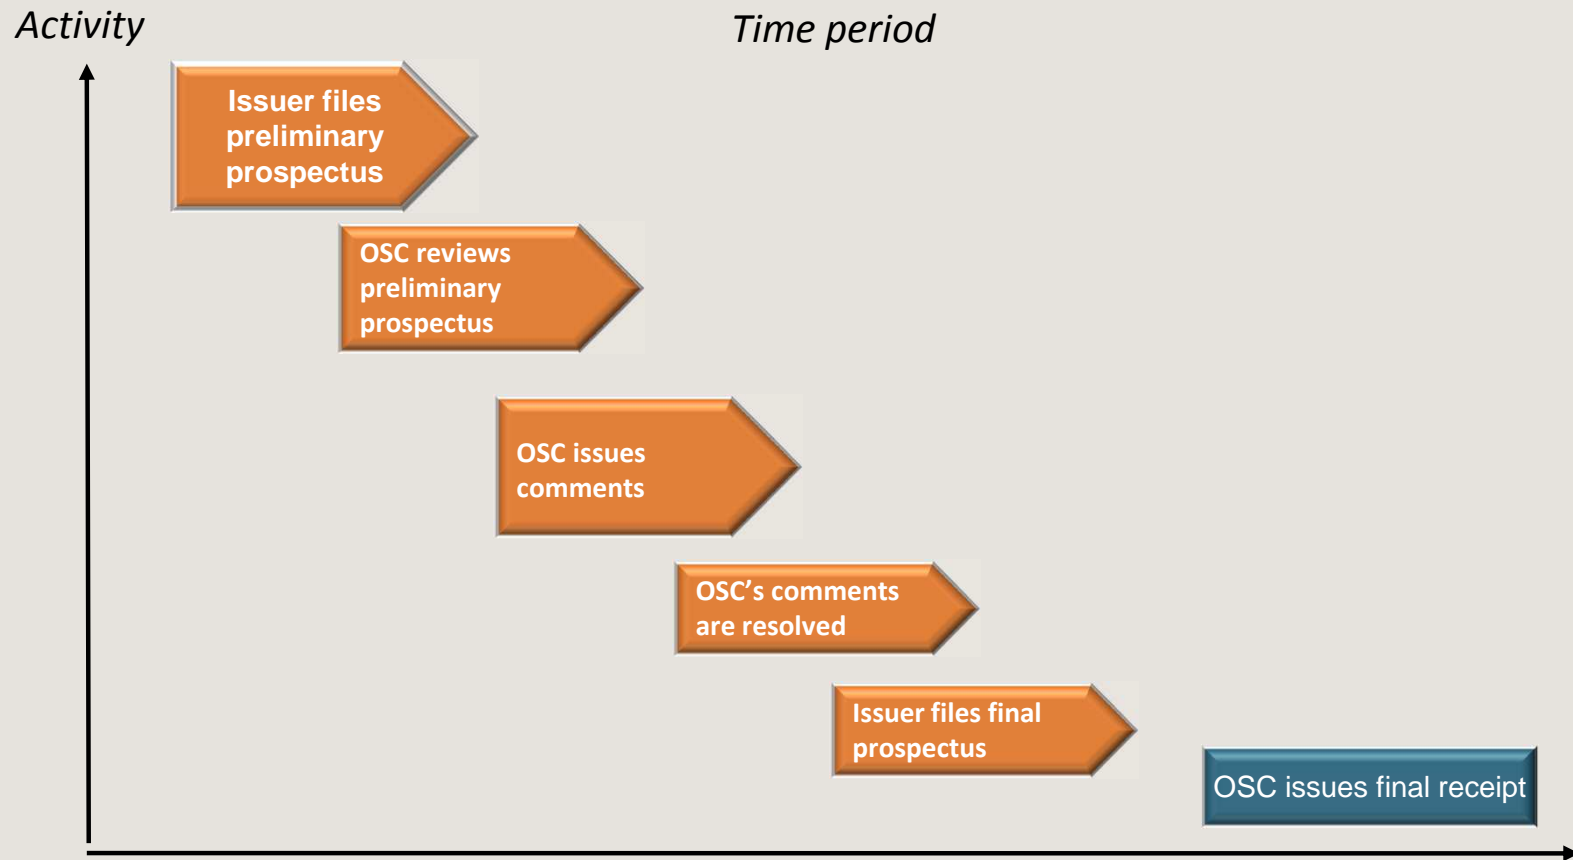 Activity
Time period
Issuer files
preliminary
prospectus
OSC reviews
preliminary
prospectus
OSC issues
comments
OSC’s comments
are resolved
Issuer files final
prospectus
OSC issues final receipt